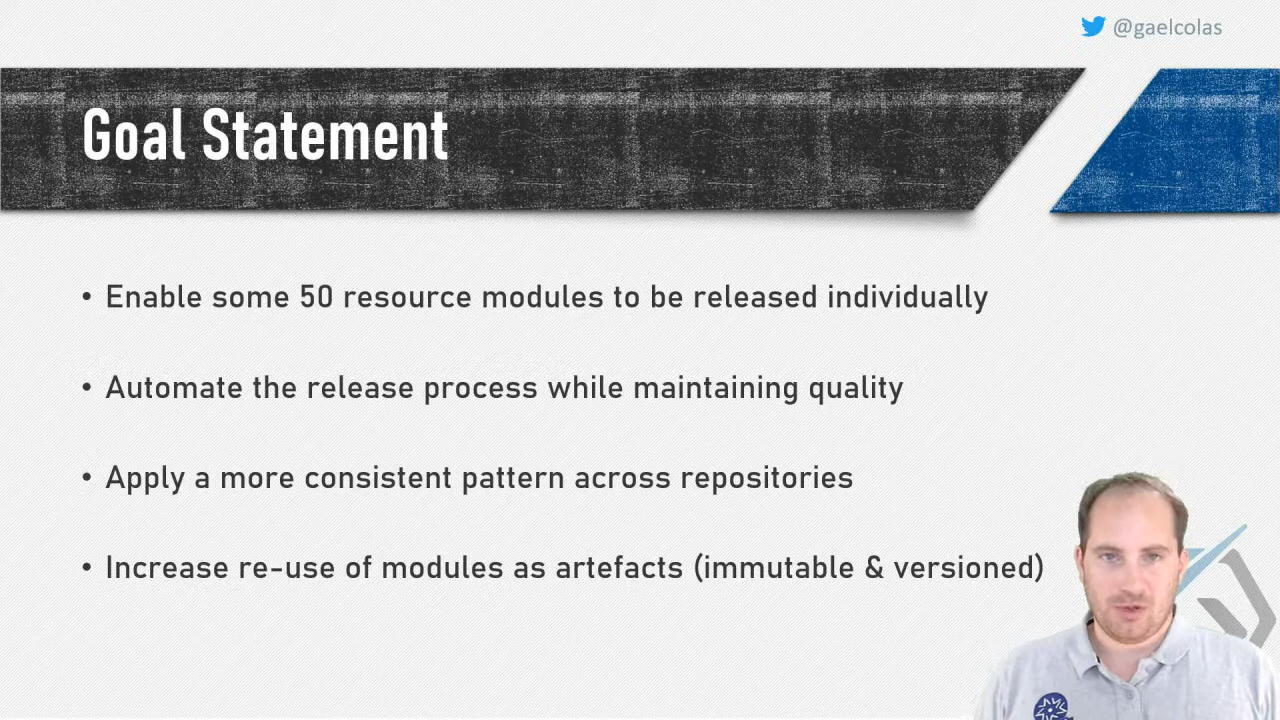 @gaelcolas
Goal Statement
• Enable some 50 resource modules to be released individually
• Automate the release process while maintaining quality
• Apply a more consistent pattern across repositories
• Increase re-use of modules as artefacts (immutable & versioned)